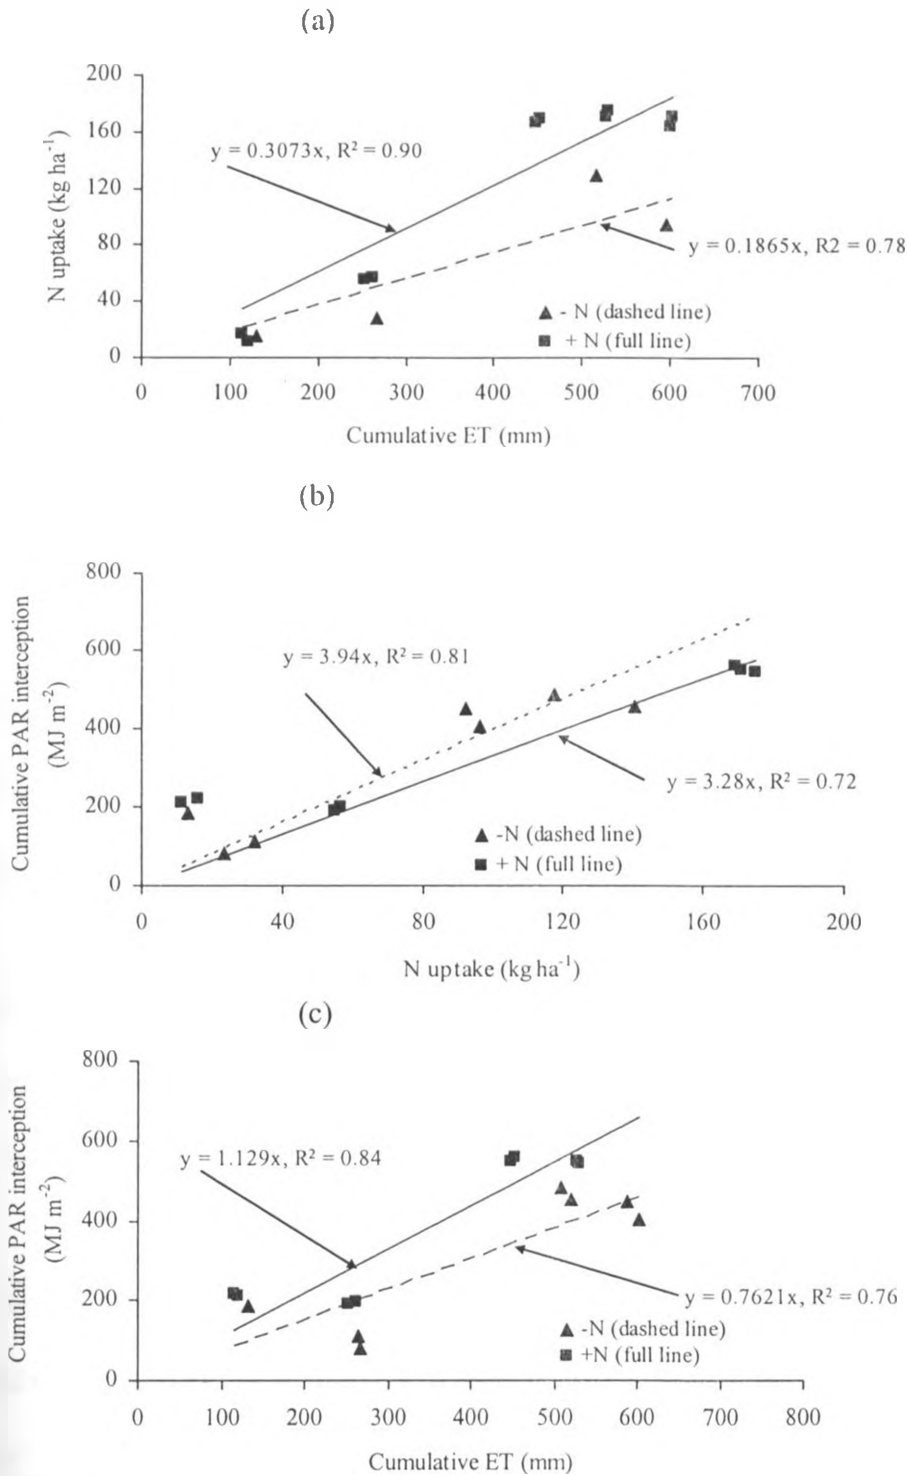 (a)
200
160
120
80
40
0
N uptake (kg ha⁻¹)
y = 0.3073x, R² = 0.90
y = 0.1865x, R2 = 0.78
- N (dashed line)
+ N (full line)
0 100 200 300 400 500 600 700
Cumulative ET (mm)
(b)
800
600
400
200
0
Cumulative PAR interception
(MJ m⁻²)
y = 3.94x, R² = 0.81
y = 3.28x, R² = 0.72
-N (dashed line)
+ N (full line)
0 40 80 120 160 200
N uptake (kg ha⁻¹)
(c)
800
600
400
200
0
Cumulative PAR interception
(MJ m⁻²)
y = 1.129x, R² = 0.84
y = 0.7621x, R² = 0.76
-N (dashed line)
+N (full line)
0 100 200 300 400 500 600 700 800
Cumulative ET (mm)